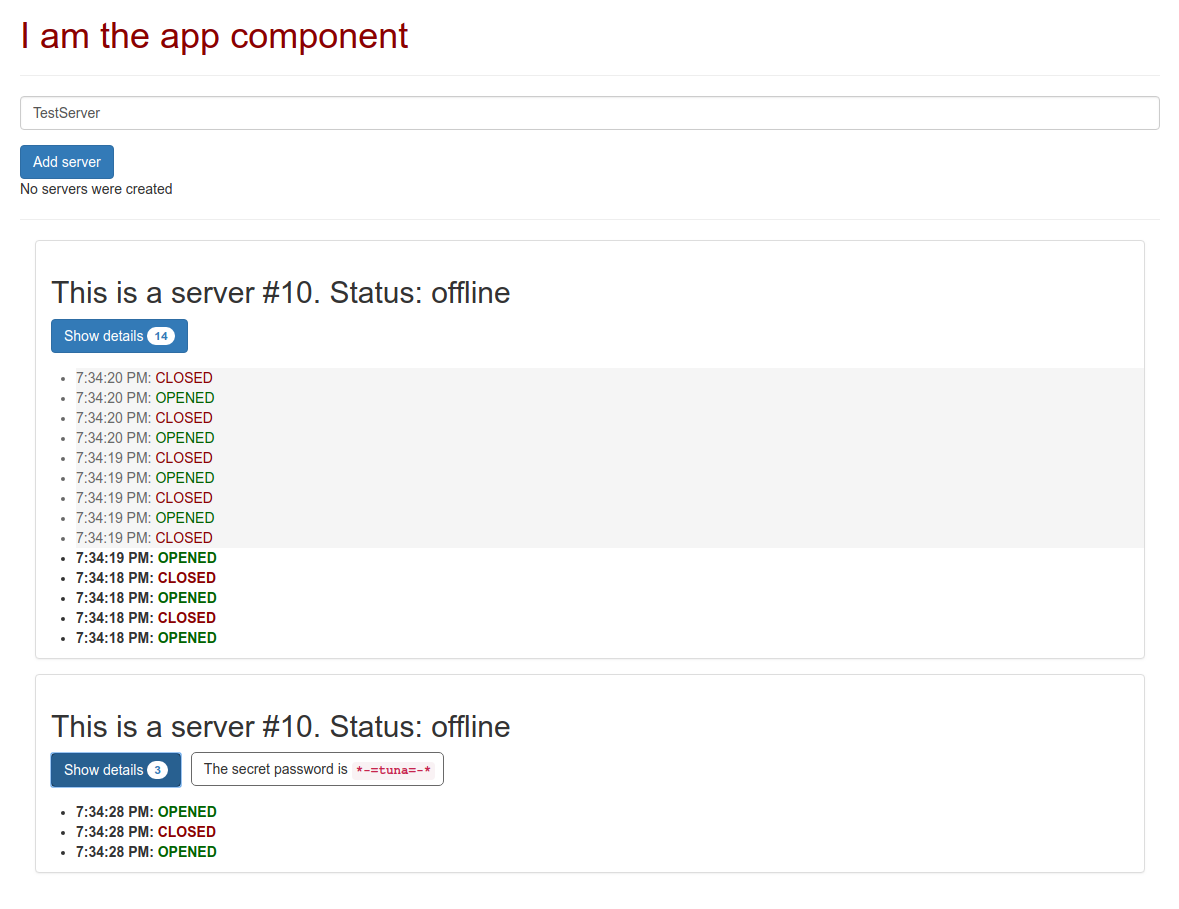 I am the app component
TestServer
Add server
No servers were created
This is a server #10. Status: offline
Show details 14
7:34:20 PM: CLOSED
7:34:20 PM: OPENED
7:34:20 PM: CLOSED
7:34:20 PM: OPENED
7:34:19 PM: CLOSED
7:34:19 PM: OPENED
7:34:19 PM: CLOSED
7:34:19 PM: OPENED
7:34:19 PM: CLOSED
7:34:19 PM: OPENED
7:34:18 PM: CLOSED
7:34:18 PM: OPENED
7:34:18 PM: CLOSED
7:34:18 PM: OPENED
This is a server #10. Status: offline
Show details 3 The secret password is *-=tuna=-*
7:34:28 PM: OPENED
7:34:28 PM: CLOSED
7:34:28 PM: OPENED